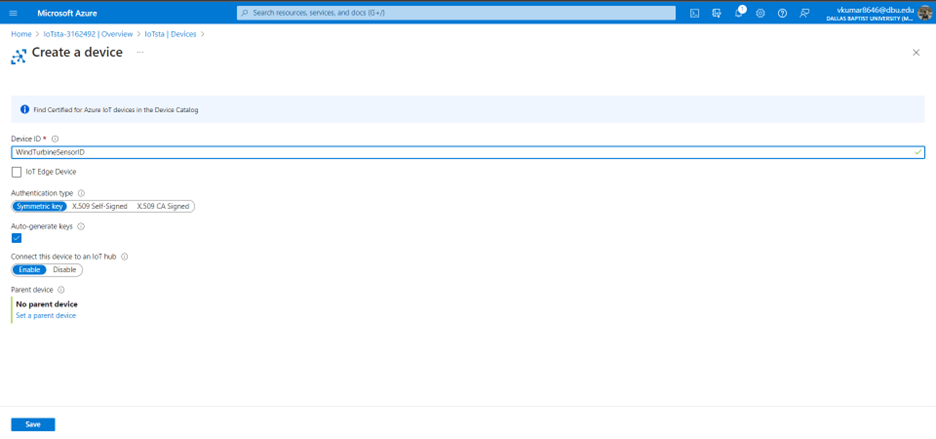 Microsoft Azure
Search resources, services, and docs (G+/)
1
vkumar8646@dbu.edu
DALLAS BAPTIST UNIVERSITY (M...
Home > IoTsta-3162492 | Overview > IoTsta | Devices >
Create a device ...
Find Certified for Azure IoT devices in the Device Catalog
Device ID *
WindTurbineSensorID
IoT Edge Device
Authentication type
Symmetric key X.509 Self-Signed X.509 CA Signed
Auto-generate keys
Connect this device to an IoT hub
Enable Disable
Parent device
No parent device
Set a parent device
Save